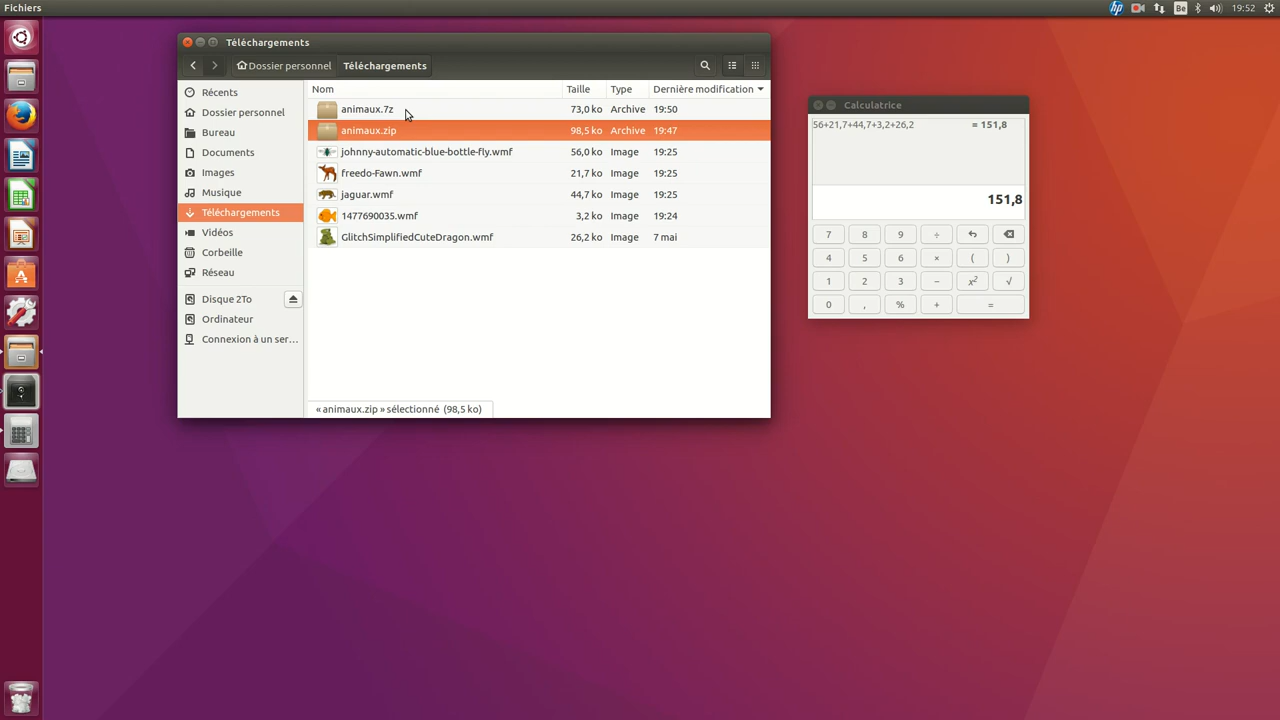 Fichiers
hp
Be
19:52
Téléchargements
Dossier personnel
Téléchargements
Nom
Taille
Type
Dernière modification
Récents
Dossier personnel
Bureau
Documents
Images
Musique
Téléchargements
Vidéos
Corbeille
Réseau
Disque 2To
Ordinateur
Connexion à un ser…
animaux.7z 73,0 ko Archive 19:50
animaux.zip 98,5 ko Archive 19:47
johnny-automatic-blue-bottle-fly.wmf 56,0 ko Image 19:25
freedo-Fawn.wmf 21,7 ko Image 19:25
jaguar.wmf 44,7 ko Image 19:25
1477690035.wmf 3,2 ko Image 19:24
GlitchSimplifiedCuteDragon.wmf 26,2 ko Image 7 mai
« animaux.zip » sélectionné (98,5 ko)
Calculatrice
56+21,7+44,7+3,2+26,2 = 151,8
151,8
7 8 9 ÷
4 5 6 × ( )
1 2 3 − x² √
0 , % + =